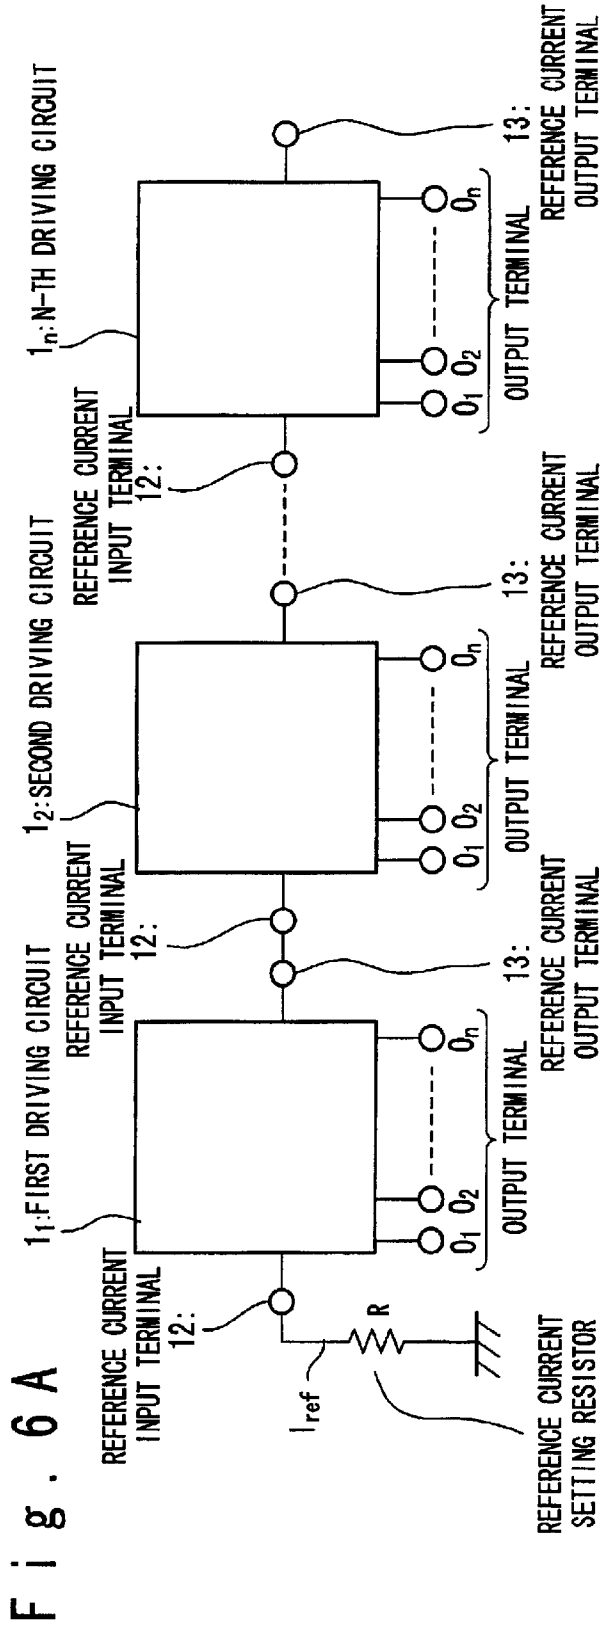 Fig. 6A
1₁:FIRST DRIVING CIRCUIT
1₂:SECOND DRIVING CIRCUIT
1ₙ:N-TH DRIVING CIRCUIT
REFERENCE CURRENT
INPUT TERMINAL
12:
REFERENCE CURRENT
INPUT TERMINAL
12:
REFERENCE CURRENT
INPUT TERMINAL
12:
Iref
R
REFERENCE CURRENT
SETTING RESISTOR
O₁ O₂ Oₙ
OUTPUT TERMINAL
13:
REFERENCE CURRENT
OUTPUT TERMINAL
O₁ O₂ Oₙ
OUTPUT TERMINAL
13:
REFERENCE CURRENT
OUTPUT TERMINAL
O₁ O₂ Oₙ
OUTPUT TERMINAL
13:
REFERENCE CURRENT
OUTPUT TERMINAL